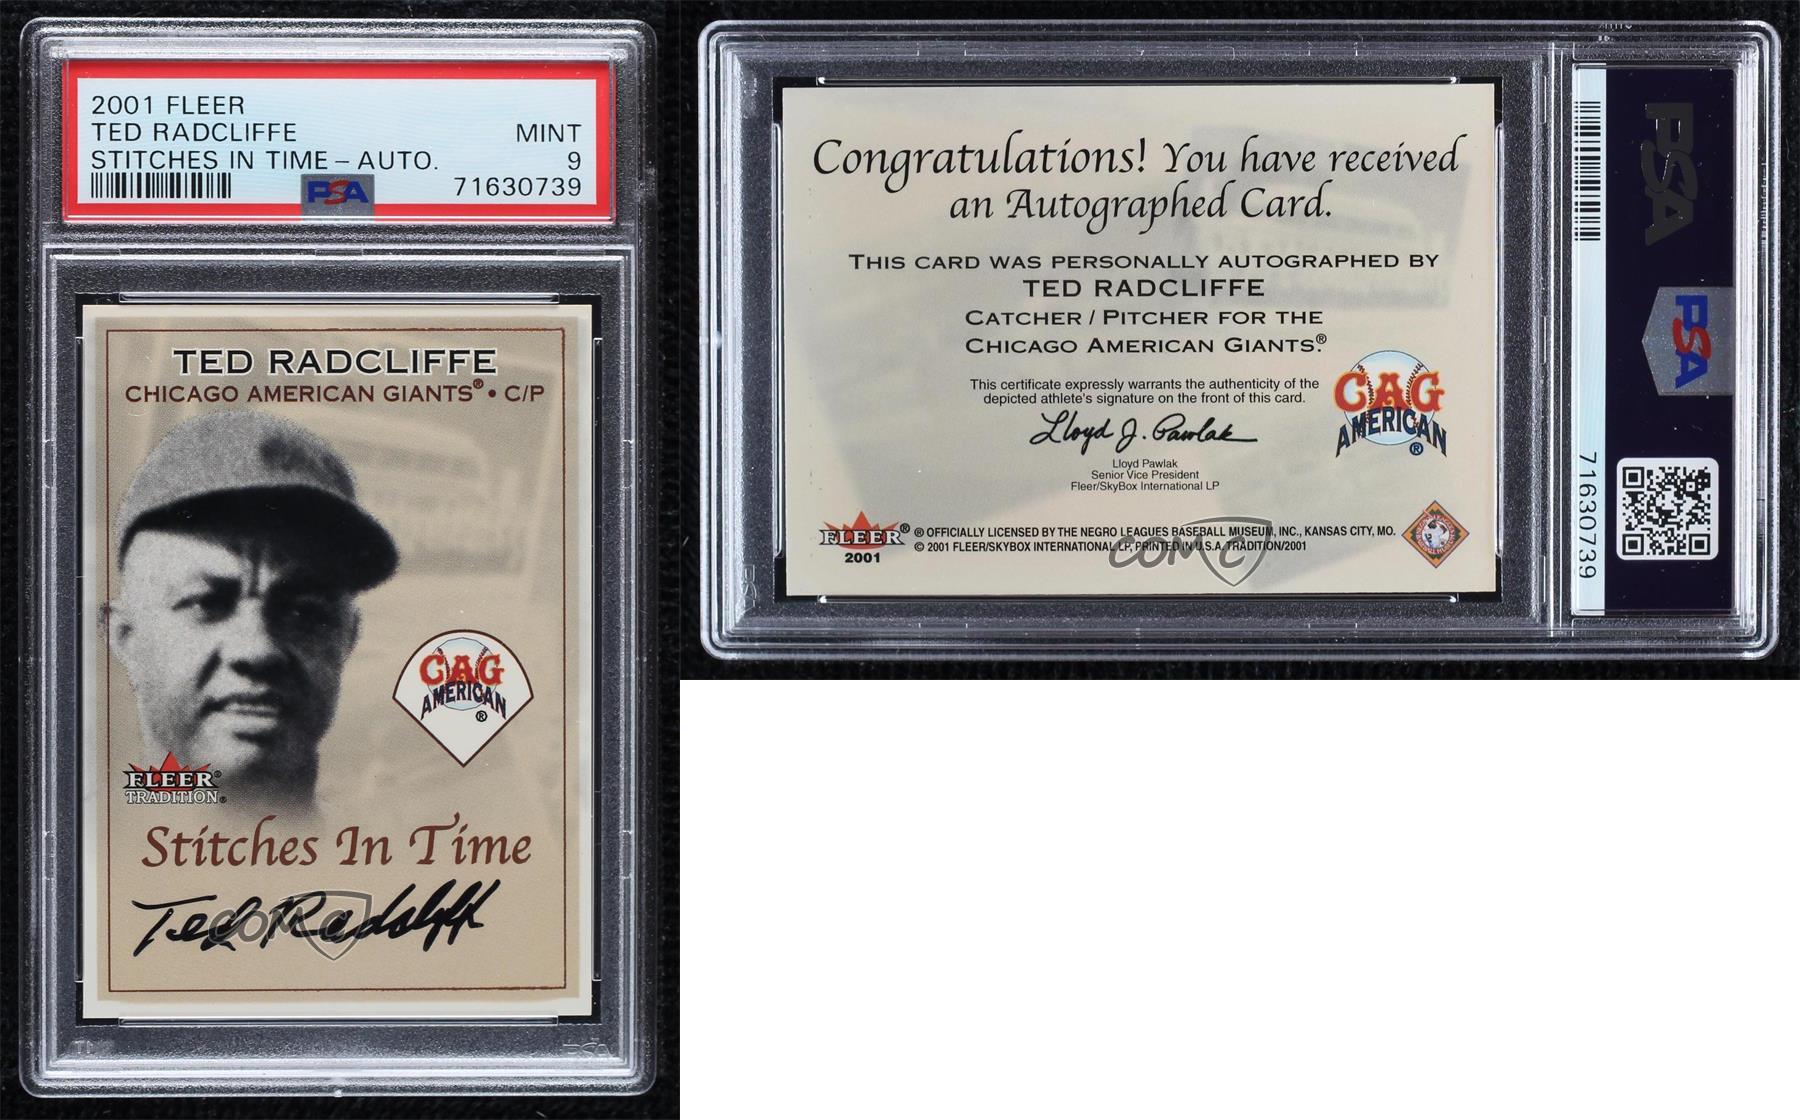 2001 FLEER
TED RADCLIFFE MINT
STITCHES IN TIME – AUTO. 9
PSA 71630739
TED RADCLIFFE
CHICAGO AMERICAN GIANTS® • C/P
CAG
AMERICAN
®
FLEER®
TRADITION®
Stitches In Time
Ted Radcliffe
COMC
PSA
Congratulations! You have received
an Autographed Card.
THIS CARD WAS PERSONALLY AUTOGRAPHED BY
TED RADCLIFFE
CATCHER / PITCHER FOR THE
CHICAGO AMERICAN GIANTS.®
This certificate expressly warrants the authenticity of the
depicted athlete's signature on the front of this card.
Lloyd J. Pawlak
Lloyd Pawlak
Senior Vice President
Fleer/SkyBox International LP
CAG
AMERICAN
®
FLEER®
2001
® OFFICIALLY LICENSED BY THE NEGRO LEAGUES BASEBALL MUSEUM, INC., KANSAS CITY, MO.
© 2001 FLEER/SKYBOX INTERNATIONAL LP, PRINTED IN U.S.A. TRADITION/2001
COMC
PSA
PSA
71630739